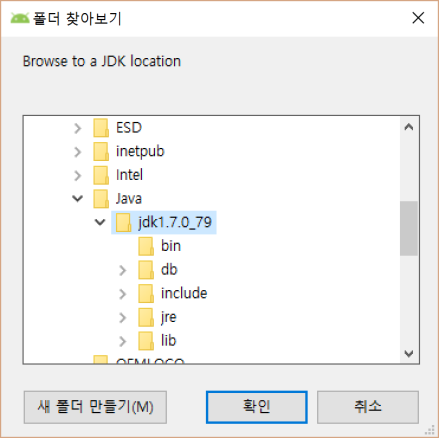 폴더 찾아보기
Browse to a JDK location
ESD
inetpub
Intel
Java
jdk1.7.0_79
bin
db
include
jre
lib
OEMLOGO
새 폴더 만들기(M) 확인 취소